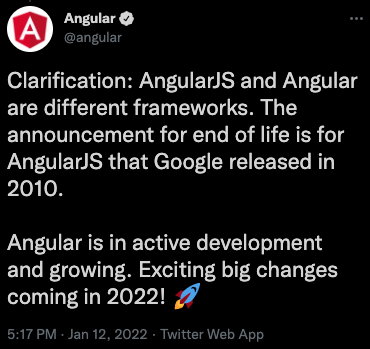 Angular
@angular
Clarification: AngularJS and Angular
are different frameworks. The
announcement for end of life is for
AngularJS that Google released in
2010.
Angular is in active development
and growing. Exciting big changes
coming in 2022! 🚀
5:17 PM · Jan 12, 2022 · Twitter Web App